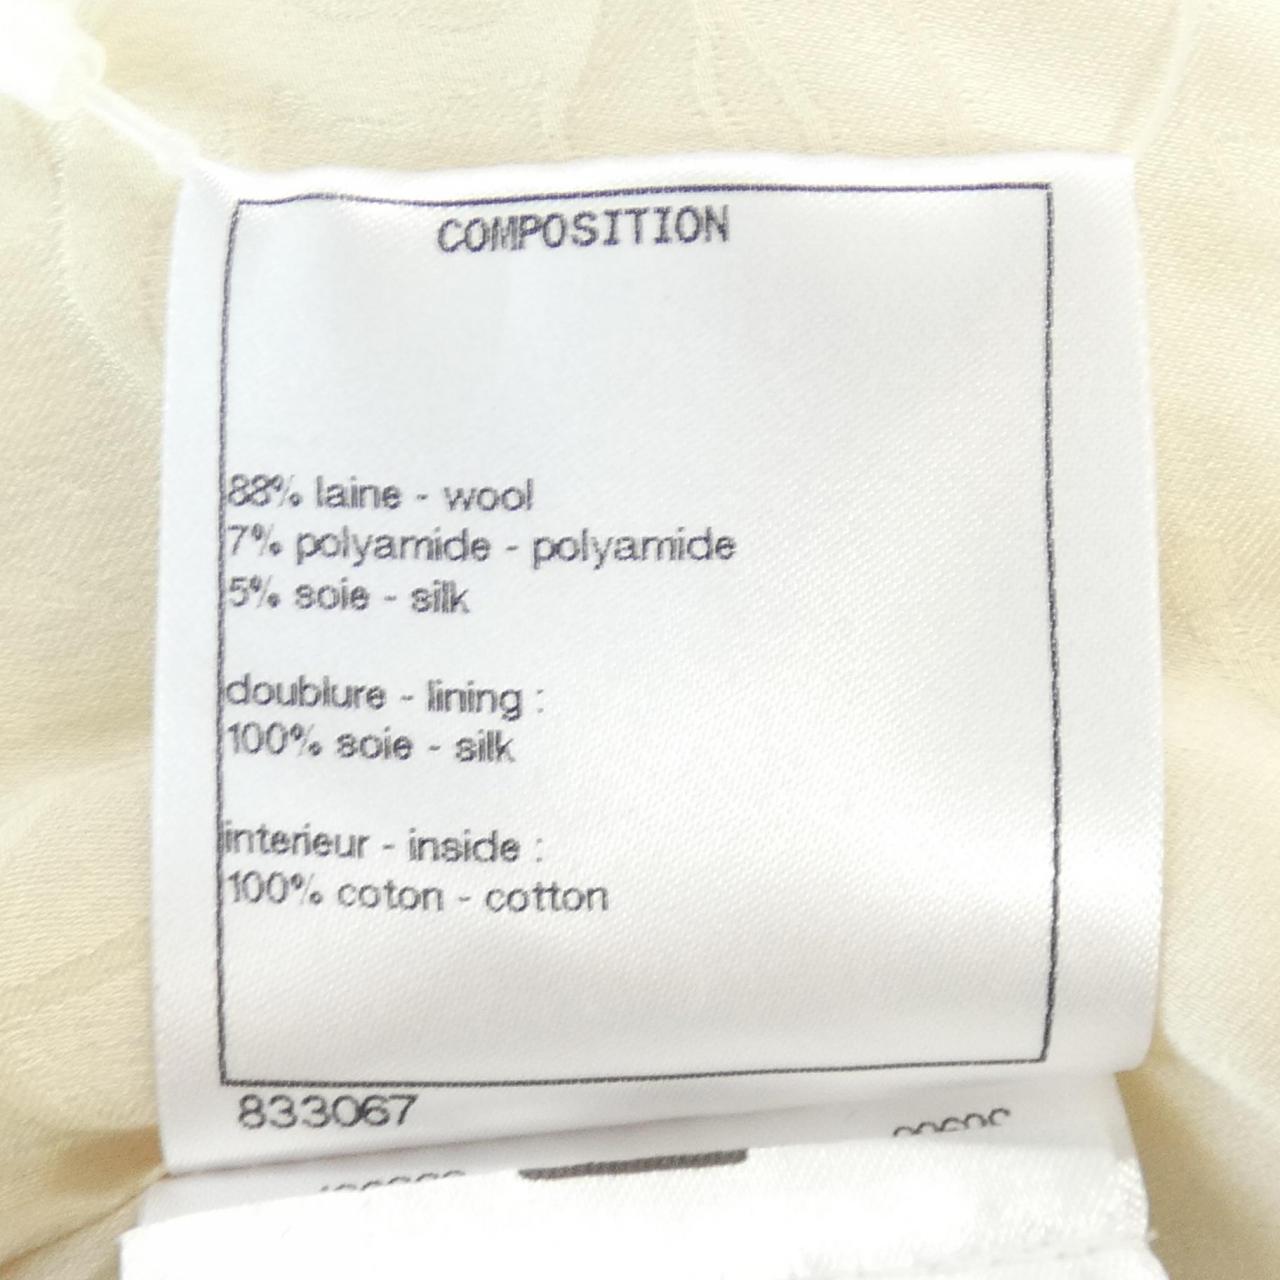 COMPOSITION
88% laine - wool
7% polyamide - polyamide
5% soie - silk
doublure - lining :
100% soie - silk
interieur - inside :
100% coton - cotton
833067